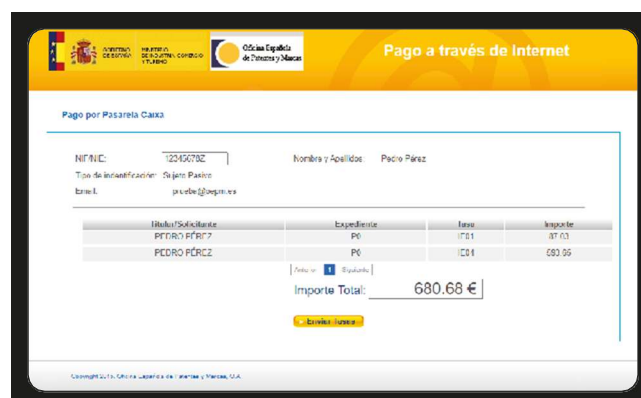 GOBIERNO DE ESPAÑA
MINISTERIO DE INDUSTRIA, COMERCIO Y TURISMO
Oficina Española de Patentes y Marcas
Pago a través de Internet
Pago por Pasarela Caixa
NIF/NIE: 12345678Z Nombre y Apellidos: Pedro Pérez
Tipo de indentificación: Sujeto Pasivo
Email: prueba@oepm.es
Titular/Solicitante Expediente Tasa Importe
PEDRO PÉREZ P0 IE01
PEDRO PÉREZ P0 IE04
Anterior 1 Siguiente
Importe Total: 680.68 €
Enviar Tasas
Oficina Española de Patentes y Marcas, O.A.